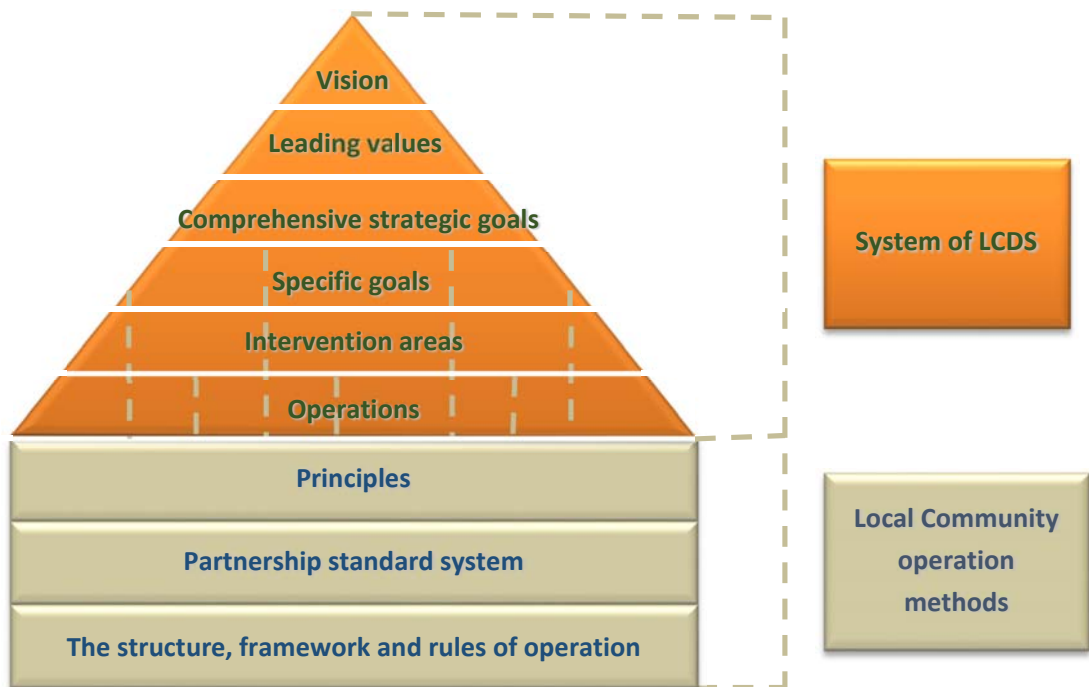 Vision
Leading values
Comprehensive strategic goals
Specific goals
Intervention areas
Operations
Principles
Partnership standard system
The structure, framework and rules of operation
System of LCDS
Local Community
operation
methods